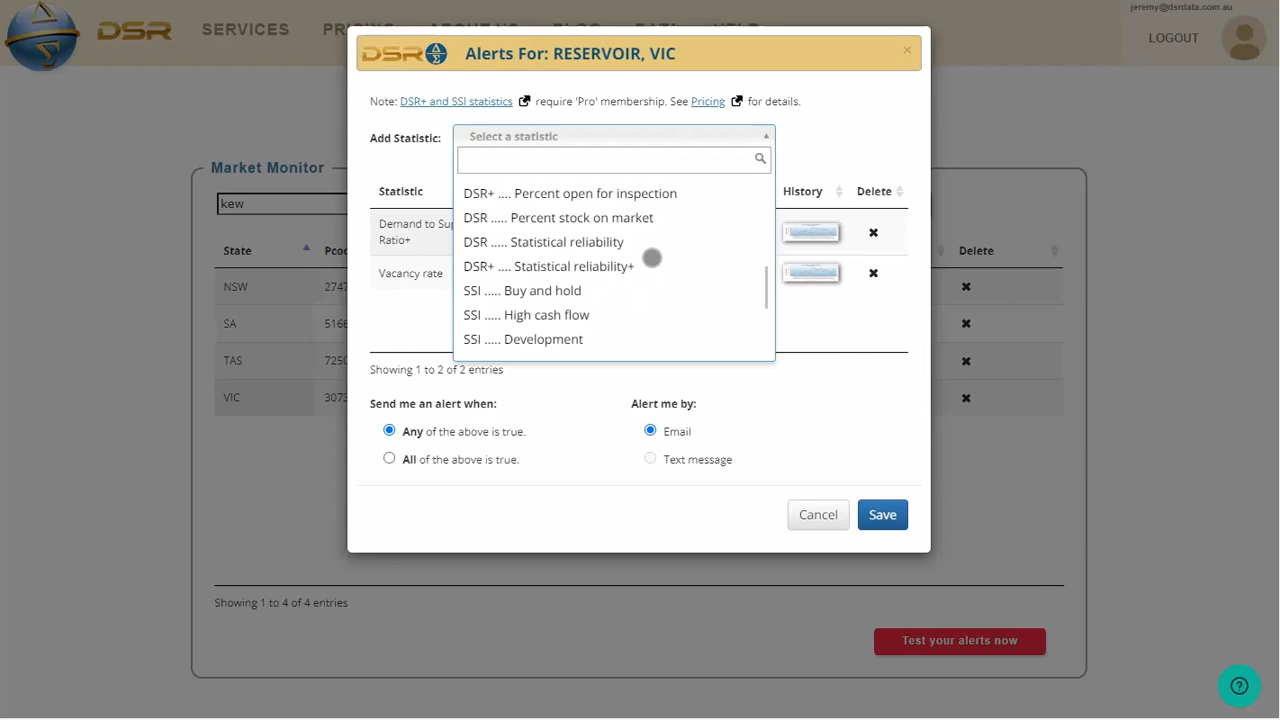 jeremy@dsrdata.com.au
DSR SERVICES PRICING ABOUT US BLOG DATA HELP LOGOUT
DSR Alerts For: RESERVOIR, VIC ×
Note: DSR+ and SSI statistics require 'Pro' membership. See Pricing for details.
Add Statistic: Select a statistic
Market Monitor
kew
Statistic History Delete
DSR+ .... Percent open for inspection
DSR ..... Percent stock on market
DSR ..... Statistical reliability
DSR+ .... Statistical reliability+
SSI ..... Buy and hold
SSI ..... High cash flow
SSI ..... Development
Demand to Sup
Ratio+
Vacancy rate
State Pcod Delete
NSW 2747
SA 5166
TAS 7250
VIC 3073
Showing 1 to 2 of 2 entries
Send me an alert when: Alert me by:
Any of the above is true. Email
All of the above is true. Text message
Cancel Save
Showing 1 to 4 of 4 entries
Test your alerts now